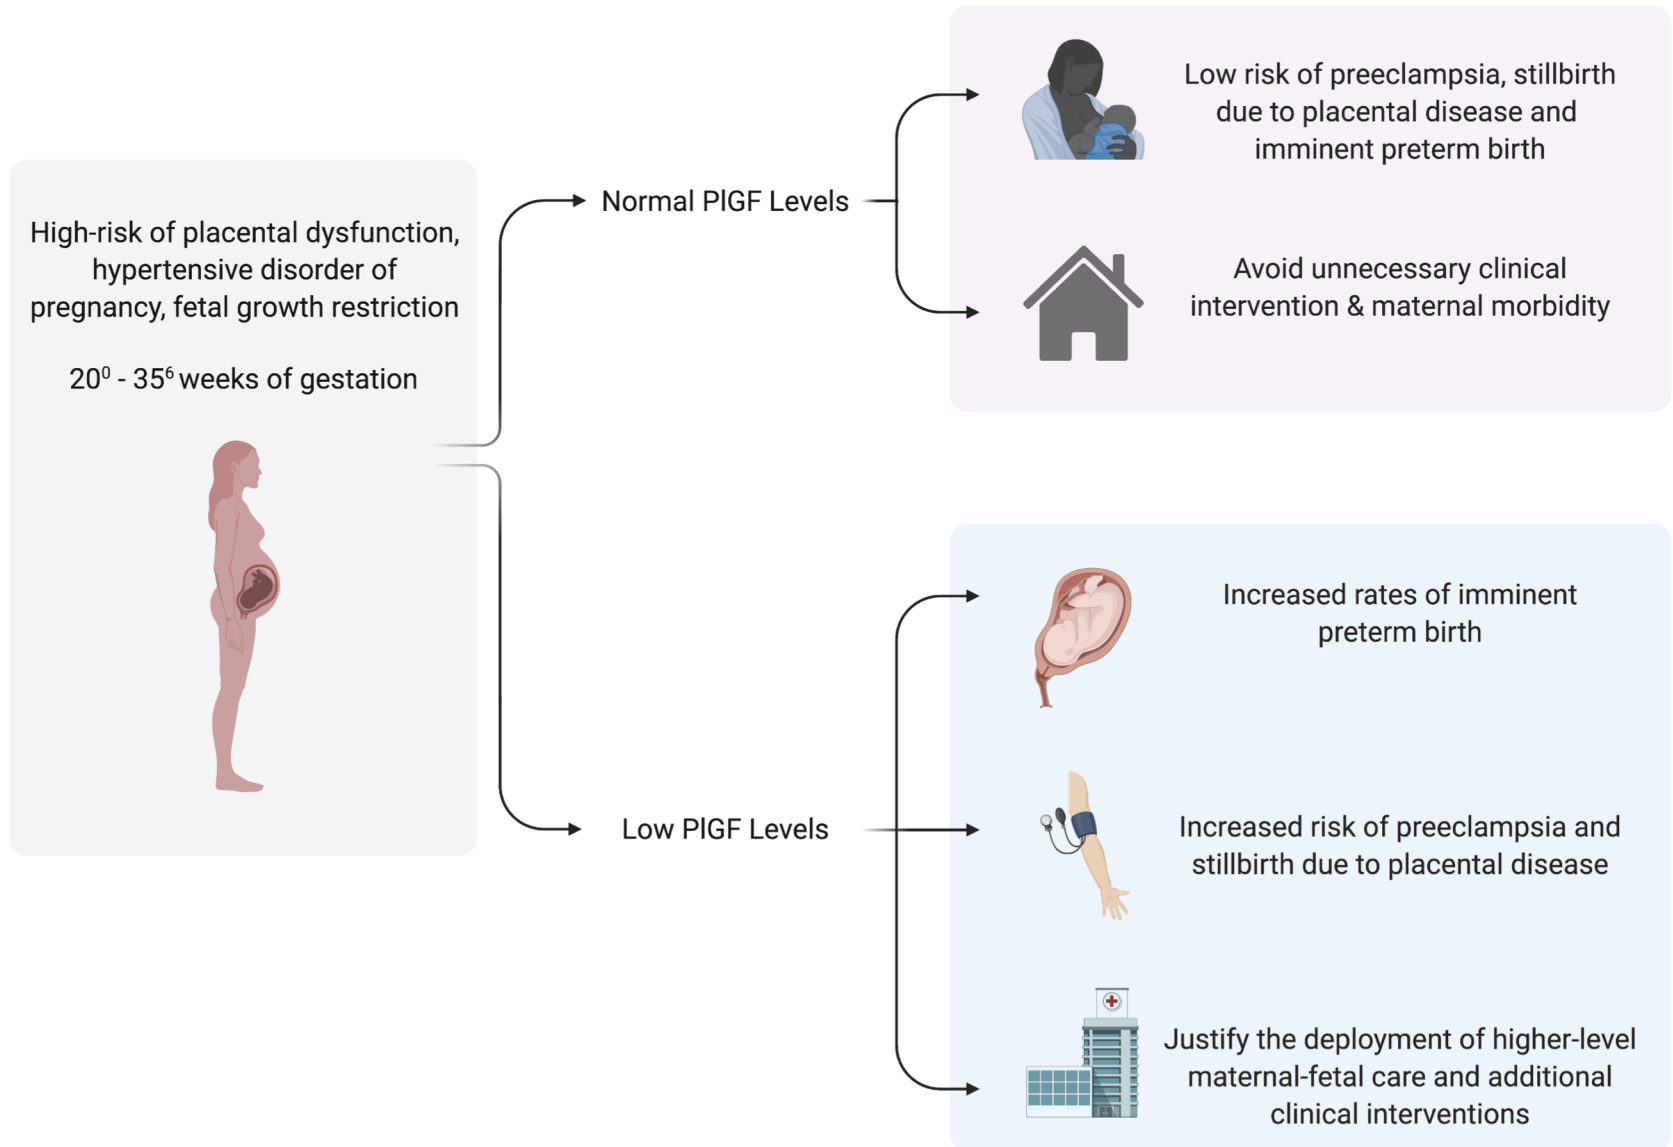 High-risk of placental dysfunction,
hypertensive disorder of
pregnancy, fetal growth restriction
20⁰ - 35⁶ weeks of gestation
Normal PlGF Levels
Low risk of preeclampsia, stillbirth
due to placental disease and
imminent preterm birth
Avoid unnecessary clinical
intervention & maternal morbidity
Low PlGF Levels
Increased rates of imminent
preterm birth
Increased risk of preeclampsia and
stillbirth due to placental disease
Justify the deployment of higher-level
maternal-fetal care and additional
clinical interventions